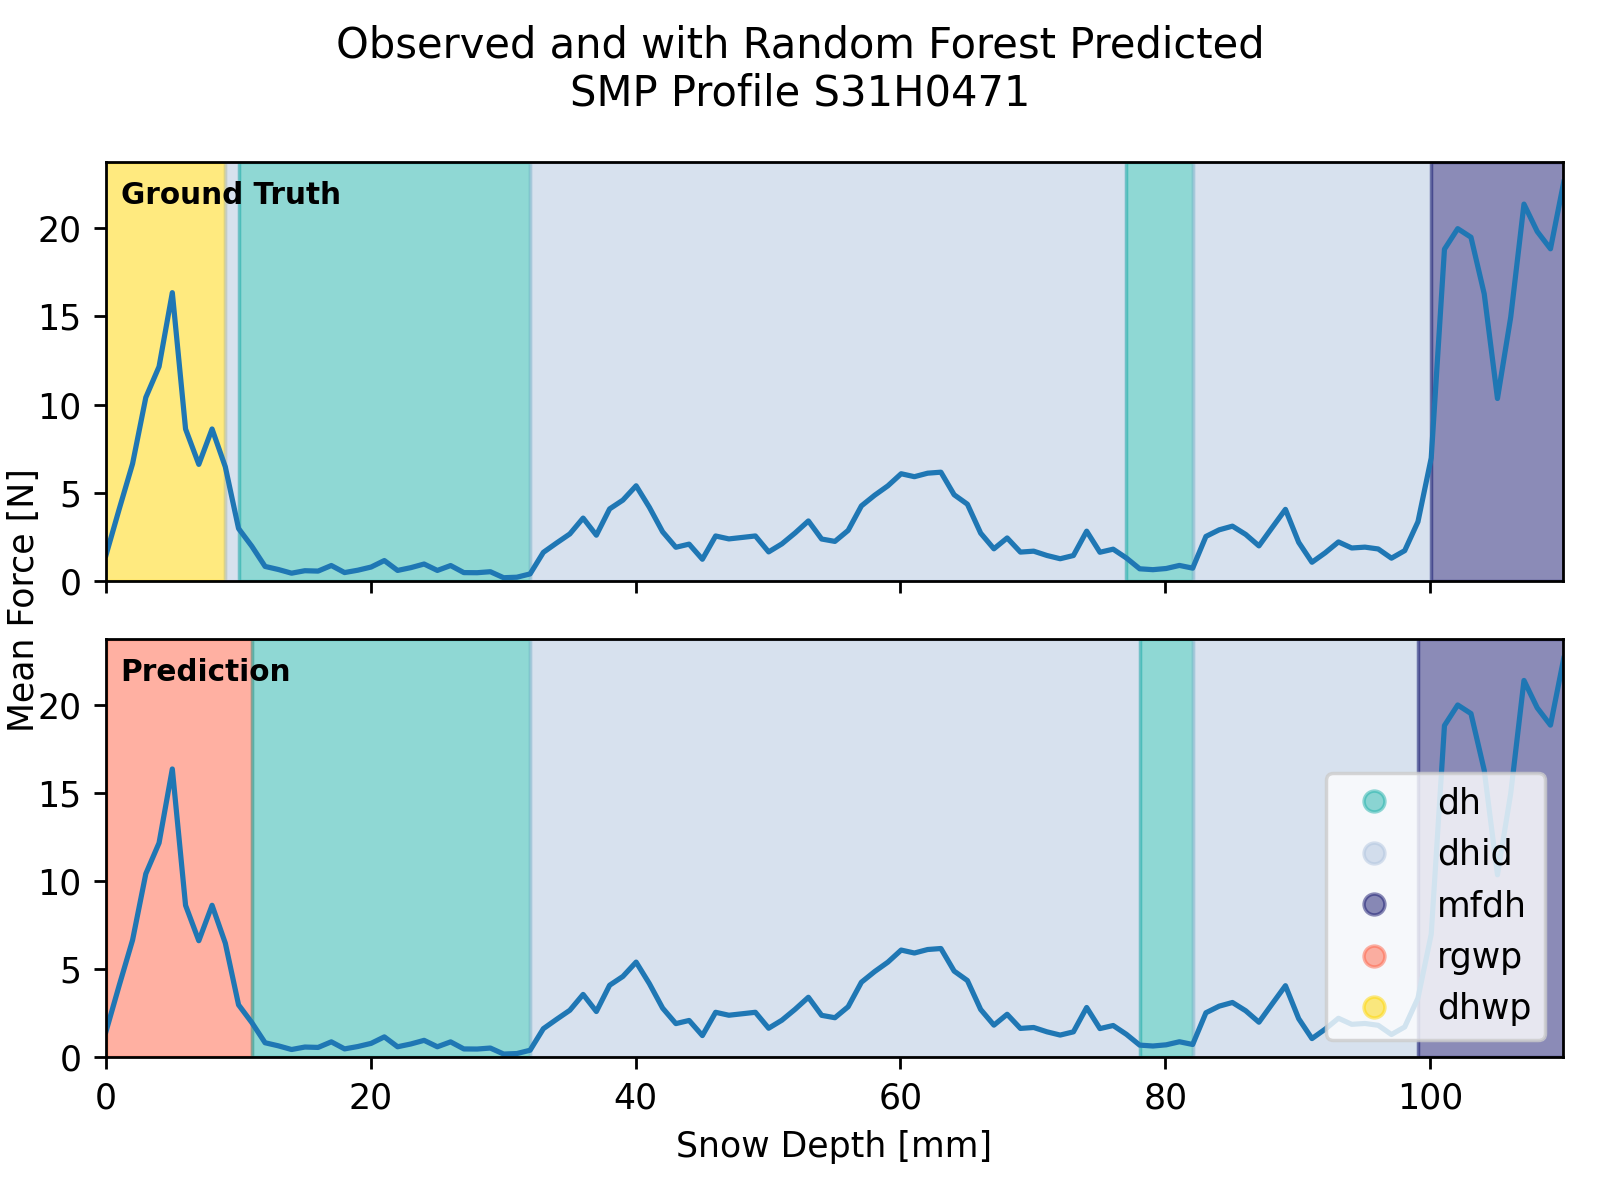 Observed and with Random Forest Predicted
SMP Profile S31H0471
Ground Truth
20
15
10
5
0
Mean Force [N]
Prediction
20
15
10
5
0
dh
dhid
mfdh
rgwp
dhwp
0 20 40 60 80 100
Snow Depth [mm]